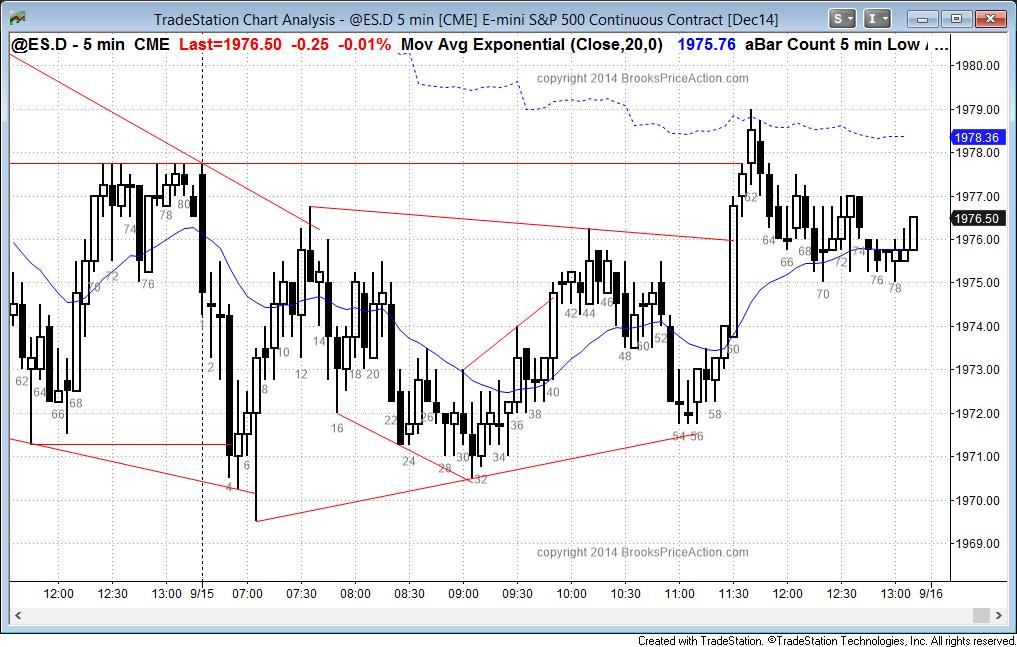 TradeStation Chart Analysis - @ES.D 5 min [CME] E-mini S&P 500 Continuous Contract [Dec14]
S I
@ES.D - 5 min CME Last=1976.50 -0.25 -0.01% Mov Avg Exponential (Close,20,0) 1975.76 aBar Count 5 min Low ...
copyright 2014 BrooksPriceAction.com
1980.00
1979.00
1978.36
1978.00
1977.00
1976.50
1976.00
1975.00
1974.00
1973.00
1972.00
1971.00
1970.00
1969.00
62 64 66 68 70 72 74 76 78 80
2 4 6 8 10 12 14 16 18 20 22 24 26 28 30 32 34 36 38 40 42 44 46 48 50 52 54 56 58 60 62 64 66 68 70 72 74 76 78
copyright 2014 BrooksPriceAction.com
12:00 12:30 13:00 9/15 07:00 07:30 08:00 08:30 09:00 09:30 10:00 10:30 11:00 11:30 12:00 12:30 13:00 9/16
Created with TradeStation. ©TradeStation Technologies, Inc. All rights reserved.